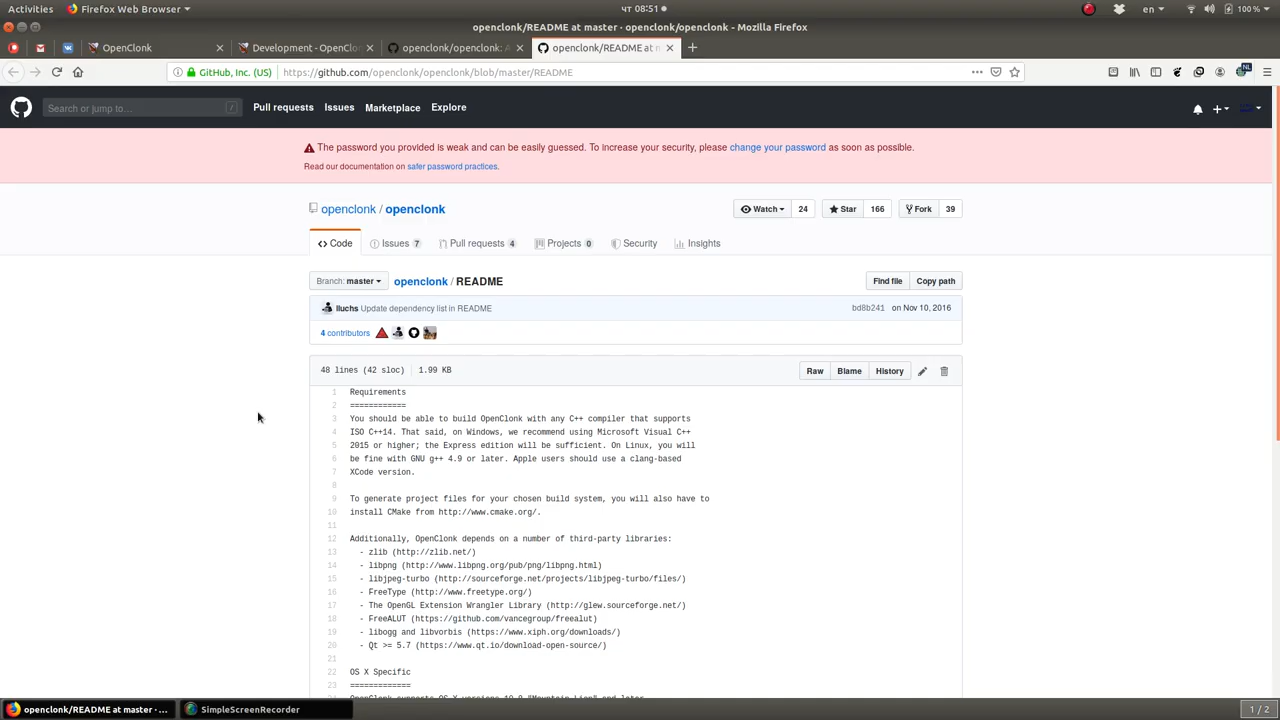 Activities Firefox Web Browser чт 08:51 en 100 %
openclonk/README at master · openclonk/openclonk - Mozilla Firefox
OpenClonk Development - OpenClon openclonk/openclonk: A openclonk/README at m
GitHub, Inc. (US) https://github.com/openclonk/openclonk/blob/master/README NL
Search or jump to… / Pull requests Issues Marketplace Explore
The password you provided is weak and can be easily guessed. To increase your security, please change your password as soon as possible.
Read our documentation on safer password practices.
openclonk / openclonk Watch 24 Star 166 Fork 39
Code Issues 7 Pull requests 4 Projects 0 Security Insights
Branch: master openclonk / README Find file Copy path
lluchs Update dependency list in README bd8b241 on Nov 10, 2016
4 contributors
48 lines (42 sloc) 1.99 KB Raw Blame History
1 Requirements
2 ============
3 You should be able to build OpenClonk with any C++ compiler that supports
4 ISO C++14. That said, on Windows, we recommend using Microsoft Visual C++
5 2015 or higher; the Express edition will be sufficient. On Linux, you will
6 be fine with GNU g++ 4.9 or later. Apple users should use a clang-based
7 XCode version.
8
9 To generate project files for your chosen build system, you will also have to
10 install CMake from http://www.cmake.org/.
11
12 Additionally, OpenClonk depends on a number of third-party libraries:
13 - zlib (http://zlib.net/)
14 - libpng (http://www.libpng.org/pub/png/libpng.html)
15 - libjpeg-turbo (http://sourceforge.net/projects/libjpeg-turbo/files/)
16 - FreeType (http://www.freetype.org/)
17 - The OpenGL Extension Wrangler Library (http://glew.sourceforge.net/)
18 - FreeALUT (https://github.com/vancegroup/freealut)
19 - libogg and libvorbis (https://www.xiph.org/downloads/)
20 - Qt >= 5.7 (https://www.qt.io/download-open-source/)
21
22 OS X Specific
23 =============
24 OpenClonk supports OS X versions 10.8 "Mountain Lion" and later
openclonk/README at master · … SimpleScreenRecorder 1 / 2